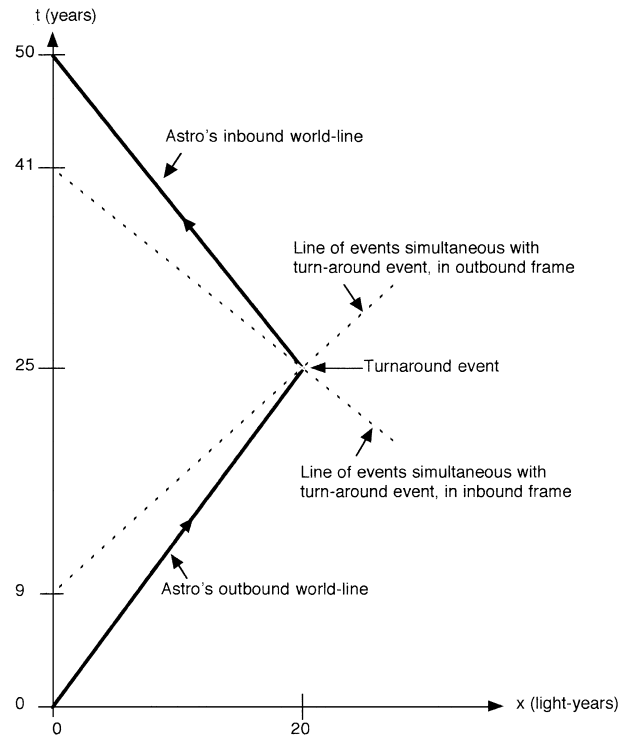 t (years)
50
Astro's inbound world-line
41
Line of events simultaneous with
turn-around event, in outbound frame
25
Turnaround event
Line of events simultaneous with
turn-around event, in inbound frame
9
Astro's outbound world-line
0
x (light-years)
0
20